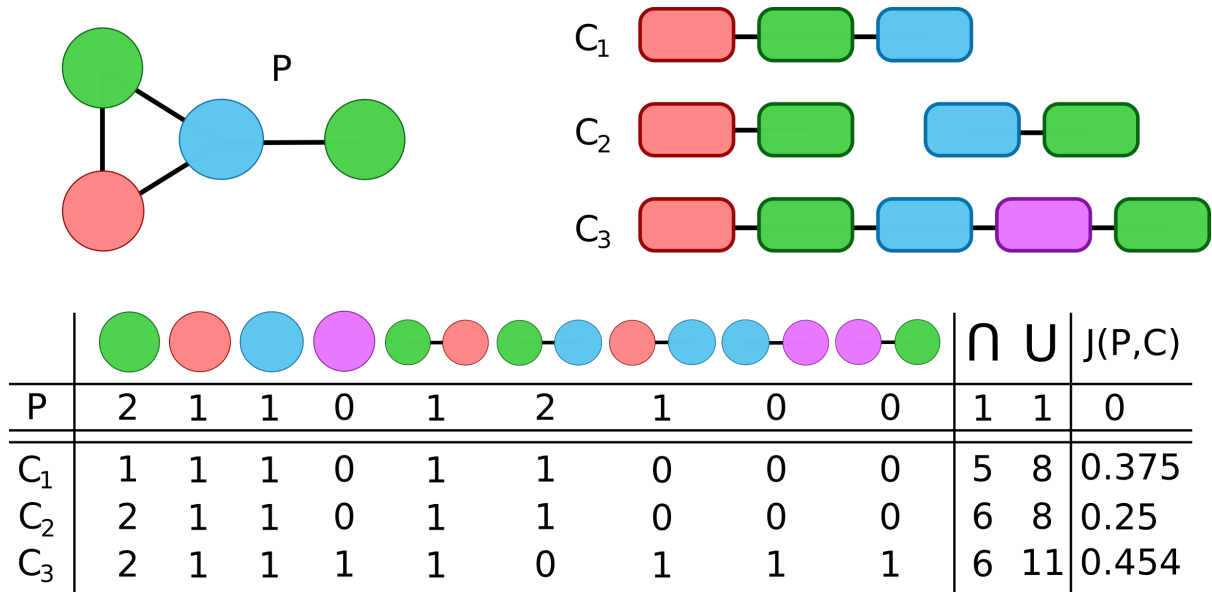 P
C1
C2
C3
∩ ∪ J(P,C)
P 2 1 1 0 1 2 1 0 0 1 1 0
C1 1 1 1 0 1 1 0 0 0 5 8 0.375
C2 2 1 1 0 1 1 0 0 0 6 8 0.25
C3 2 1 1 1 1 0 1 1 1 6 11 0.454